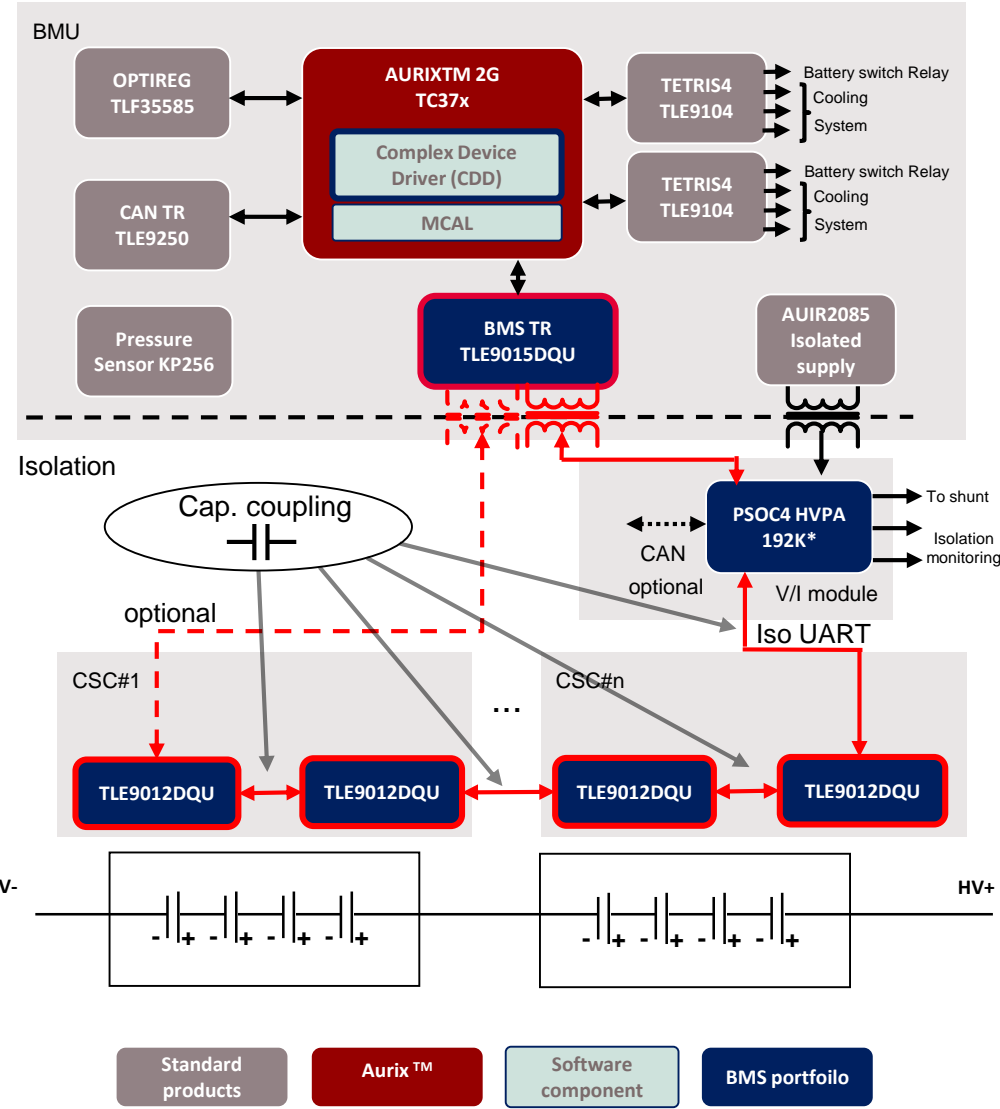 BMU
OPTIREG
TLF35585
AURIXTM 2G
TC37x
Complex Device
Driver (CDD)
MCAL
TETRIS4
TLE9104
Battery switch Relay
Cooling
System
CAN TR
TLE9250
TETRIS4
TLE9104
Battery switch Relay
Cooling
System
Pressure
Sensor KP256
BMS TR
TLE9015DQU
AUIR2085
Isolated
supply
Isolation
Cap. coupling
PSOC4 HVPA
192K*
To shunt
Isolation
monitoring
CAN
optional
V/I module
optional
Iso UART
CSC#1
...
CSC#n
TLE9012DQU
TLE9012DQU
TLE9012DQU
TLE9012DQU
V-
HV+
- + - + - + - +
- + - + - + - +
Standard
products
Aurix ™
Software
component
BMS portfoilo